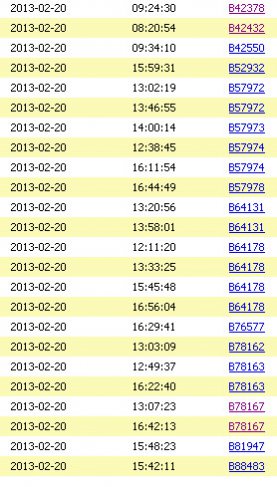 2013-02-20 09:24:30 B42378
2013-02-20 08:20:54 B42432
2013-02-20 09:34:10 B42550
2013-02-20 15:59:31 B52932
2013-02-20 13:02:19 B57972
2013-02-20 13:46:55 B57972
2013-02-20 14:00:14 B57973
2013-02-20 12:38:45 B57974
2013-02-20 16:11:54 B57974
2013-02-20 16:44:49 B57978
2013-02-20 13:20:56 B64131
2013-02-20 13:58:01 B64131
2013-02-20 12:11:20 B64178
2013-02-20 13:33:25 B64178
2013-02-20 15:45:48 B64178
2013-02-20 16:56:04 B64178
2013-02-20 16:29:41 B76577
2013-02-20 13:03:09 B78162
2013-02-20 12:49:37 B78163
2013-02-20 16:22:40 B78163
2013-02-20 13:07:23 B78167
2013-02-20 16:42:13 B78167
2013-02-20 15:48:23 B81947
2013-02-20 15:42:11 B88483